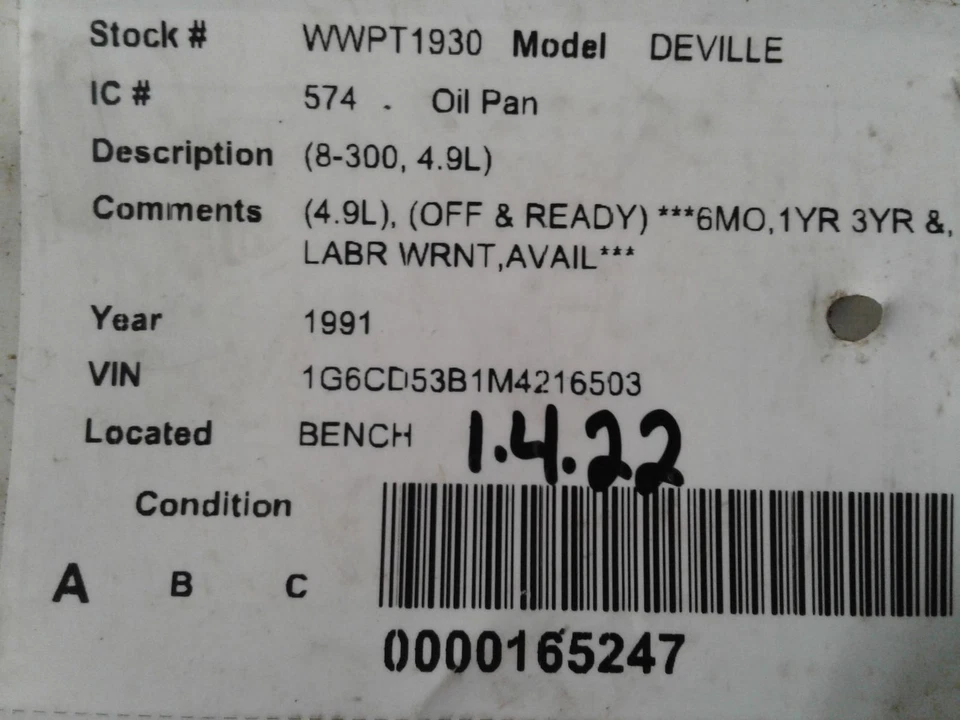 Stock # WWPT1930 Model DEVILLE
IC # 574 . Oil Pan
Description (8-300, 4.9L)
Comments (4.9L), (OFF & READY) ***6MO,1YR 3YR &,
LABR WRNT,AVAIL***
Year 1991
VIN 1G6CD53B1M4216503
Located BENCH 1.4.22
Condition
A B C
0000165247